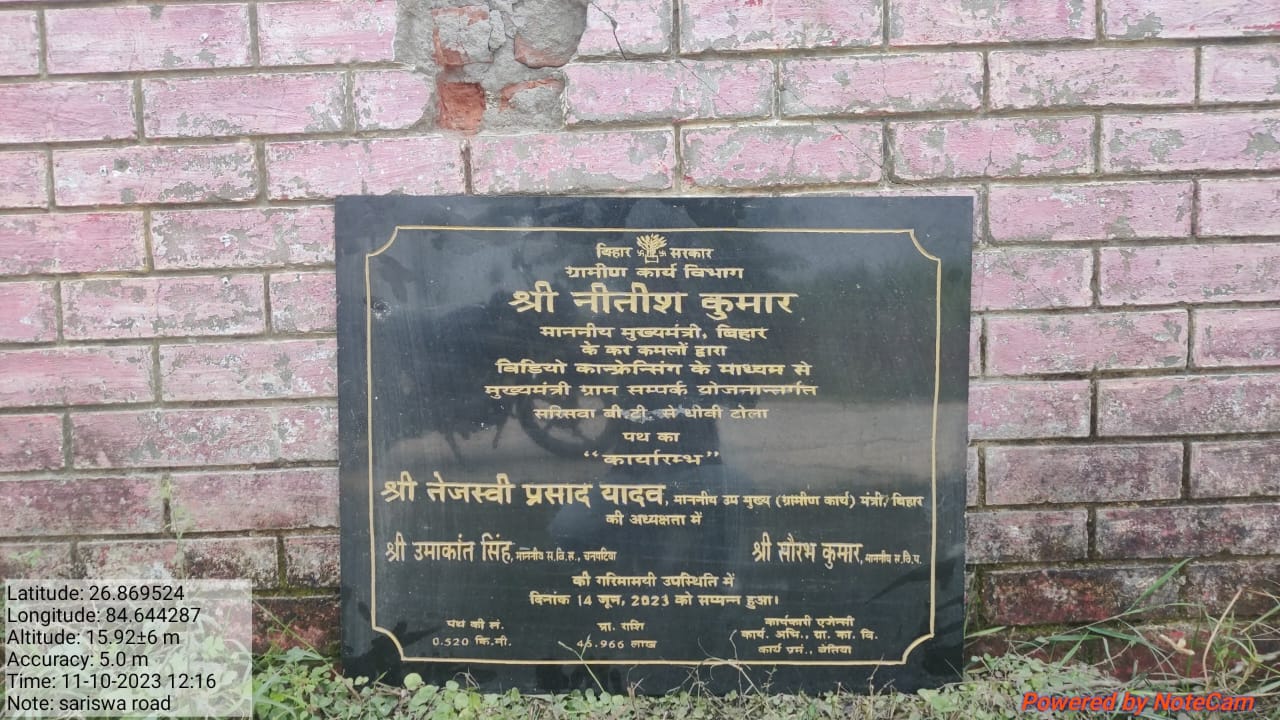 बिहार सरकार
ग्रामीण कार्य विभाग
श्री नीतीश कुमार
माननीय मुख्यमंत्री, बिहार
के कर कमलों द्वारा
विडियो कान्फ्रेन्सिंग के माध्यम से
मुख्यमंत्री ग्राम सम्पर्क योजनान्तर्गत
सरिसवा बी.टी. से धोबी टोला
पथ का
"कार्यारम्भ"
श्री तेजस्वी प्रसाद यादव, माननीय उप मुख्य (ग्रामीण कार्य) मंत्री, बिहार
की अध्यक्षता में
श्री उमाकांत सिंह, माननीय स.वि.स., चनपटिया
श्री सौरभ कुमार, माननीय स.वि.प.
की गरिमामयी उपस्थिति में
दिनांक 14 जून, 2023 को सम्पन्न हुआ।
पथ की लं.
0.520 कि.मी.
प्रा. राशि
46.966 लाख
कार्यकारी एजेन्सी
कार्य. अभि., ग्रा. का. वि.
कार्य प्रमं., बेतिया
Latitude: 26.869524
Longitude: 84.644287
Altitude: 15.92±6 m
Accuracy: 5.0 m
Time: 11-10-2023 12:16
Note: sariswa road
Powered by NoteCam